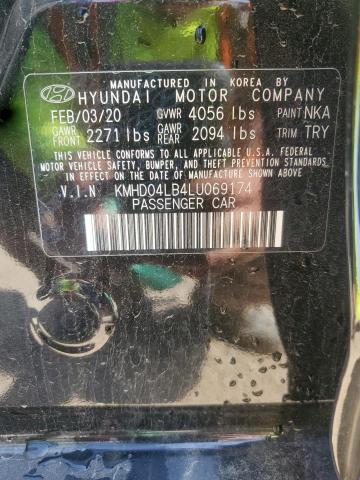 MANUFACTURED IN KOREA BY
HYUNDAI MOTOR COMPANY
FEB/03/20 GVWR 4056 lbs PAINT NKA
GAWR FRONT 2271 lbs GAWR REAR 2094 lbs TRIM TRY
THIS VEHICLE CONFORMS TO ALL APPLICABLE U.S.A. FEDERAL
MOTOR VEHICLE SAFETY, BUMPER, AND THEFT PREVENTION
STANDARDS IN EFFECT ON THE DATE OF MANUFACTURE
V.I.N KMHD04LB4LU069174
PASSENGER CAR